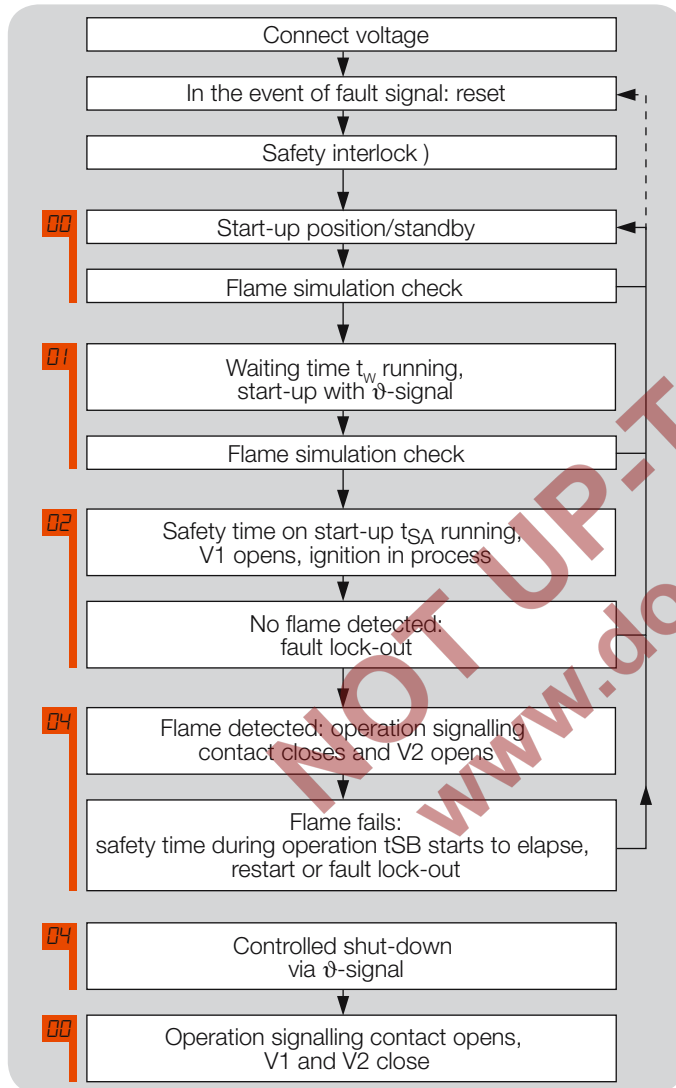 Connect voltage
In the event of fault signal: reset
Safety interlock )
00
Start-up position/standby
Flame simulation check
01
Waiting time tw running,
start-up with ϑ-signal
Flame simulation check
02
Safety time on start-up tSA running,
V1 opens, ignition in process
No flame detected:
fault lock-out
04
Flame detected: operation signalling
contact closes and V2 opens
Flame fails:
safety time during operation tSB starts to elapse,
restart or fault lock-out
04
Controlled shut-down
via ϑ-signal
00
Operation signalling contact opens,
V1 and V2 close
NOT UP-T
www.do